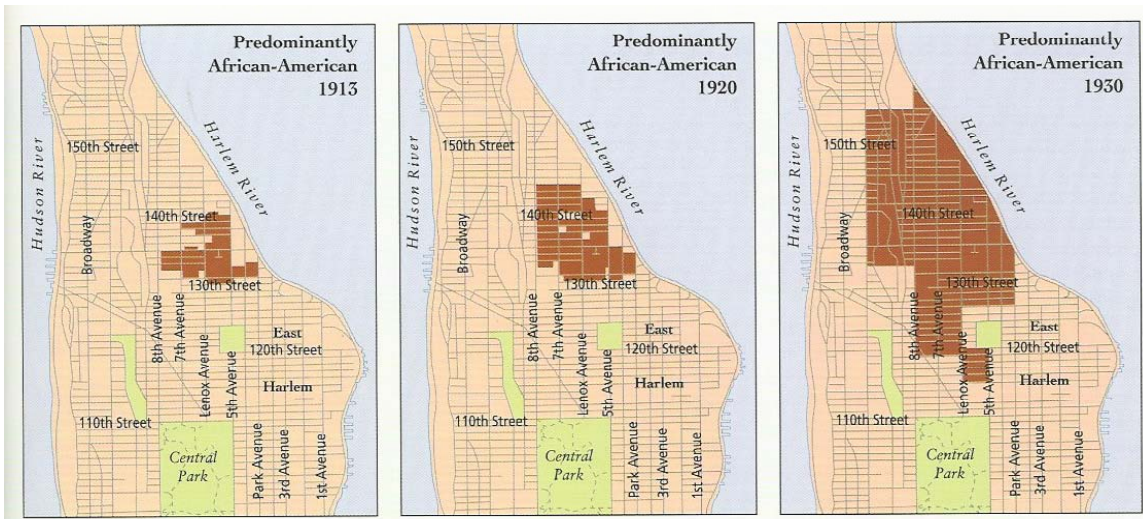 Predominantly
African-American
1913
Hudson River
Harlem River
150th Street
Broadway
140th Street
130th Street
8th Avenue
7th Avenue
Lenox Avenue
5th Avenue
East
120th Street
Harlem
110th Street
Central
Park
Park Avenue
3rd Avenue
1st Avenue
Predominantly
African-American
1920
Hudson River
Harlem River
150th Street
Broadway
140th Street
130th Street
8th Avenue
7th Avenue
Lenox Avenue
5th Avenue
East
120th Street
Harlem
110th Street
Central
Park
Park Avenue
3rd Avenue
1st Avenue
Predominantly
African-American
1930
Hudson River
Harlem River
150th Street
Broadway
140th Street
130th Street
8th Avenue
7th Avenue
Lenox Avenue
5th Avenue
East
120th Street
Harlem
110th Street
Central
Park
Park Avenue
3rd Avenue
1st Avenue